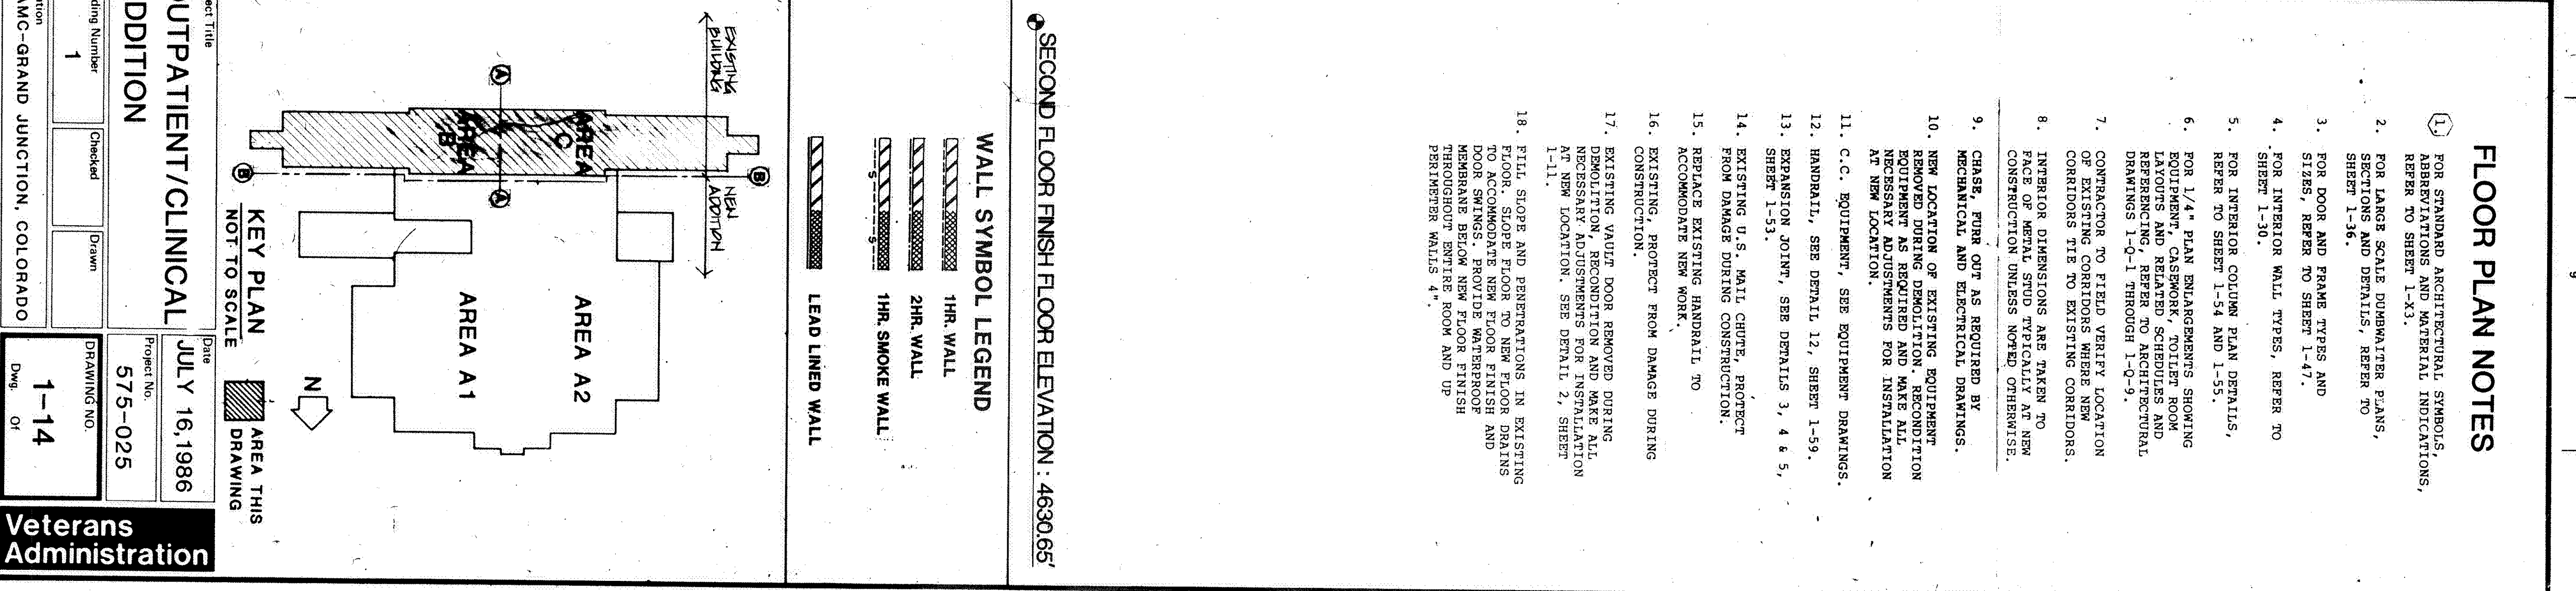 FLOOR PLAN NOTES
1. FOR STANDARD ARCHITECTURAL SYMBOLS,
ABBREVIATIONS AND MATERIAL INDICATIONS,
REFER TO SHEET 1-X3.
2. FOR LARGE SCALE DUMBWAITER PLANS,
SECTIONS AND DETAILS, REFER TO
SHEET 1-36.
3. FOR DOOR AND FRAME TYPES AND
SIZES, REFER TO SHEET 1-47.
4. FOR INTERIOR WALL TYPES, REFER TO
SHEET 1-30.
5. FOR INTERIOR COLUMN PLAN DETAILS,
REFER TO SHEET 1-54 AND 1-55.
6. FOR 1/4" PLAN ENLARGEMENTS SHOWING
EQUIPMENT, CASEWORK, TOILET ROOM
LAYOUTS AND RELATED SCHEDULES AND
REFERENCING, REFER TO ARCHITECTURAL
DRAWINGS 1-Q-1 THROUGH 1-Q-9.
7. CONTRACTOR TO FIELD VERIFY LOCATION
OF EXISTING CORRIDORS WHERE NEW
CORRIDORS TIE TO EXISTING CORRIDORS.
8. INTERIOR DIMENSIONS ARE TAKEN TO
FACE OF METAL STUD TYPICALLY AT NEW
CONSTRUCTION UNLESS NOTED OTHERWISE.
9. CHASE, FURR OUT AS REQUIRED BY
MECHANICAL AND ELECTRICAL DRAWINGS.
10. NEW LOCATION OF EXISTING EQUIPMENT
REMOVED DURING DEMOLITION. RECONDITION
EQUIPMENT AS REQUIRED AND MAKE ALL
NECESSARY ADJUSTMENTS FOR INSTALLATION
AT NEW LOCATION.
11. C.C. EQUIPMENT, SEE EQUIPMENT DRAWINGS.
12. HANDRAIL, SEE DETAIL 12, SHEET 1-59.
13. EXPANSION JOINT, SEE DETAILS 3, 4 & 5,
SHEET 1-53.
14. EXISTING U.S. MAIL CHUTE, PROTECT
FROM DAMAGE DURING CONSTRUCTION.
15. REPLACE EXISTING HANDRAIL TO
ACCOMMODATE NEW WORK.
16. EXISTING, PROTECT FROM DAMAGE DURING
CONSTRUCTION.
17. EXISTING VAULT DOOR REMOVED DURING
DEMOLITION, RECONDITION AND MAKE ALL
NECESSARY ADJUSTMENTS FOR INSTALLATION
AT NEW LOCATION. SEE DETAIL 2, SHEET
1-11.
18. FILL SLOPE AND PENETRATIONS IN EXISTING
FLOOR. SLOPE FLOOR TO NEW FLOOR DRAINS
TO ACCOMMODATE NEW FLOOR FINISH AND
DOOR SWINGS. PROVIDE WATERPROOF
MEMBRANE BELOW NEW FLOOR FINISH
THROUGHOUT ENTIRE ROOM AND UP
PERIMETER WALLS 4".
SECOND FLOOR FINISH FLOOR ELEVATION : 4630.65'
WALL SYMBOL LEGEND
1HR. WALL
2HR. WALL
S S 1HR. SMOKE WALL
LEAD LINED WALL
EXISTING
BUILDING
NEW
ADDITION
B
AREA
C
AREA A2
A
A
AREA
B
AREA A1
B
KEY PLAN
NOT TO SCALE
N
AREA THIS
DRAWING
ect Title
OUTPATIENT/CLINICAL
DDITION
Date
JULY 16,1986
Project No.
575-025
ding Number
1
Checked
Drawn
DRAWING NO.
1-14
Dwg. Of
ation
AMC-GRAND JUNCTION, COLORADO
Veterans
Administration